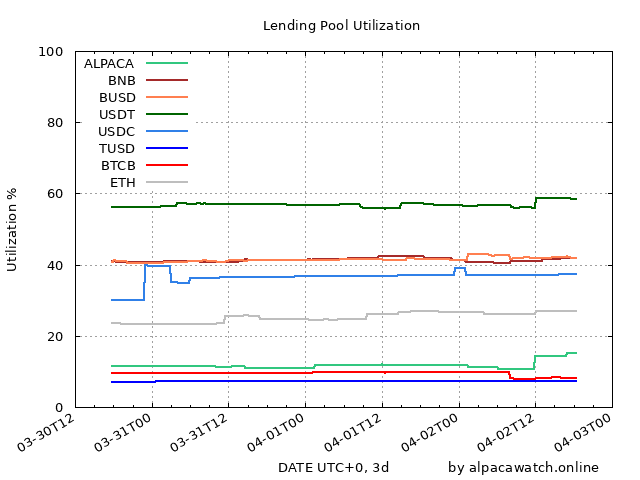 Lending Pool Utilization
Utilization %
100
80
60
40
20
0
ALPACA
BNB
BUSD
USDT
USDC
TUSD
BTCB
ETH
03-30T12
03-31T00
03-31T12
04-01T00
04-01T12
04-02T00
04-02T12
04-03T00
DATE UTC+0, 3d
by alpacawatch.online